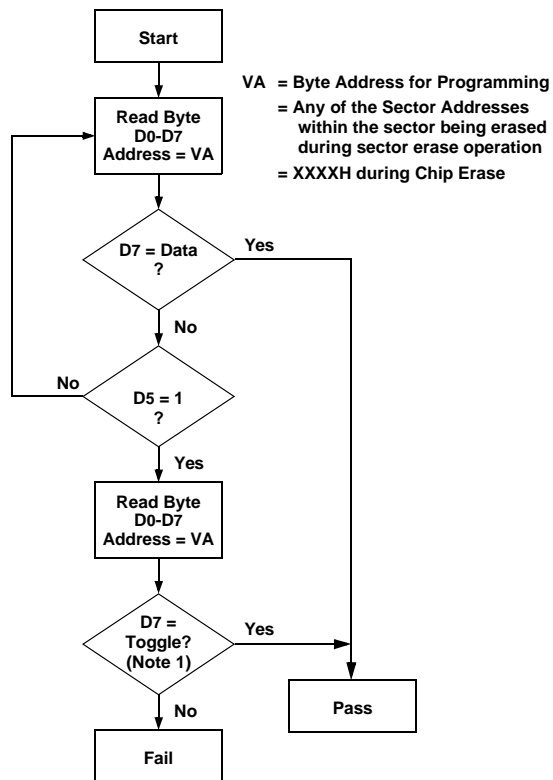 Start
VA = Byte Address for Programming
= Any of the Sector Addresses
within the sector being erased
during sector erase operation
= XXXXH during Chip Erase
Read Byte
D0-D7
Address = VA
D7 = Data
?
Yes
No
No
D5 = 1
?
Yes
Read Byte
D0-D7
Address = VA
D7 =
Toggle?
(Note 1)
Yes
No
Pass
Fail